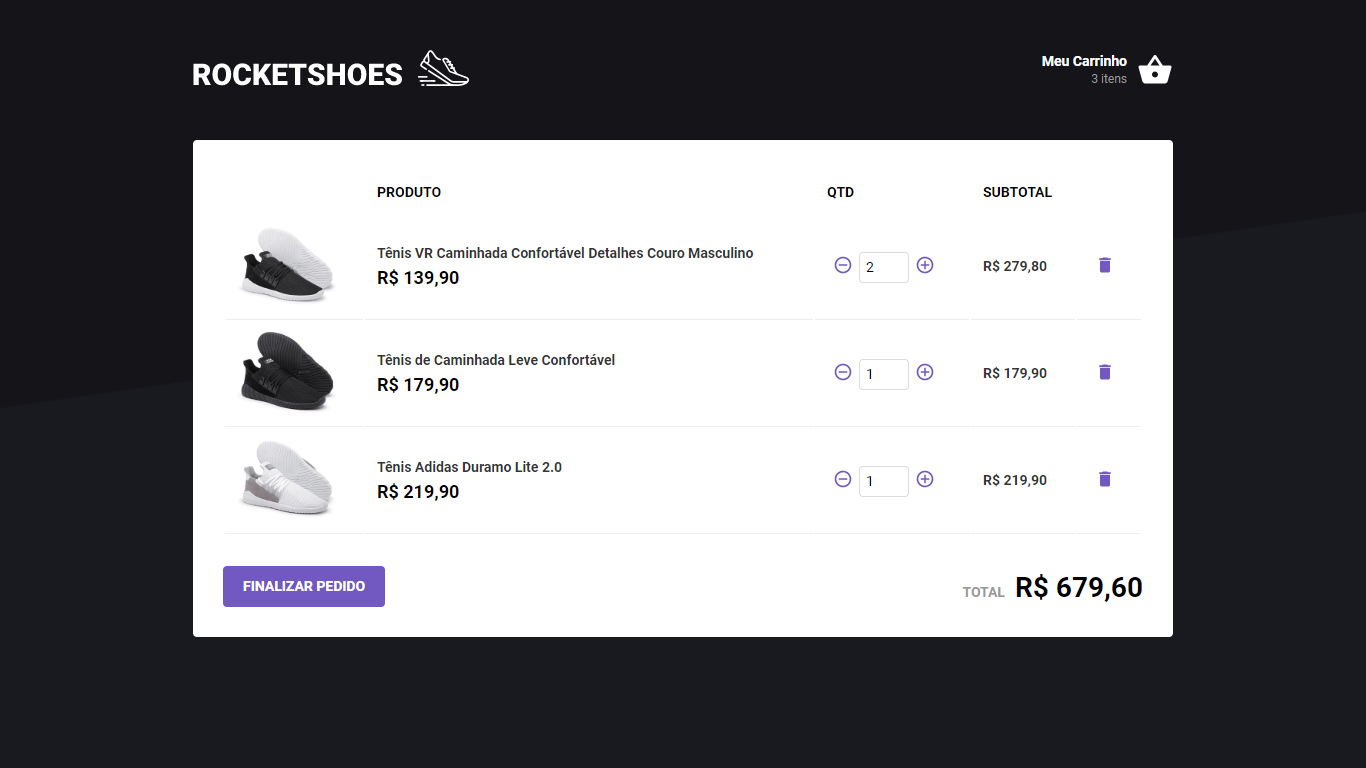 ROCKETSHOES
Meu Carrinho
3 itens
PRODUTO QTD SUBTOTAL
Tênis VR Caminhada Confortável Detalhes Couro Masculino
R$ 139,90
2
R$ 279,80
Tênis de Caminhada Leve Confortável
R$ 179,90
1
R$ 179,90
Tênis Adidas Duramo Lite 2.0
R$ 219,90
1
R$ 219,90
FINALIZAR PEDIDO
TOTAL R$ 679,60